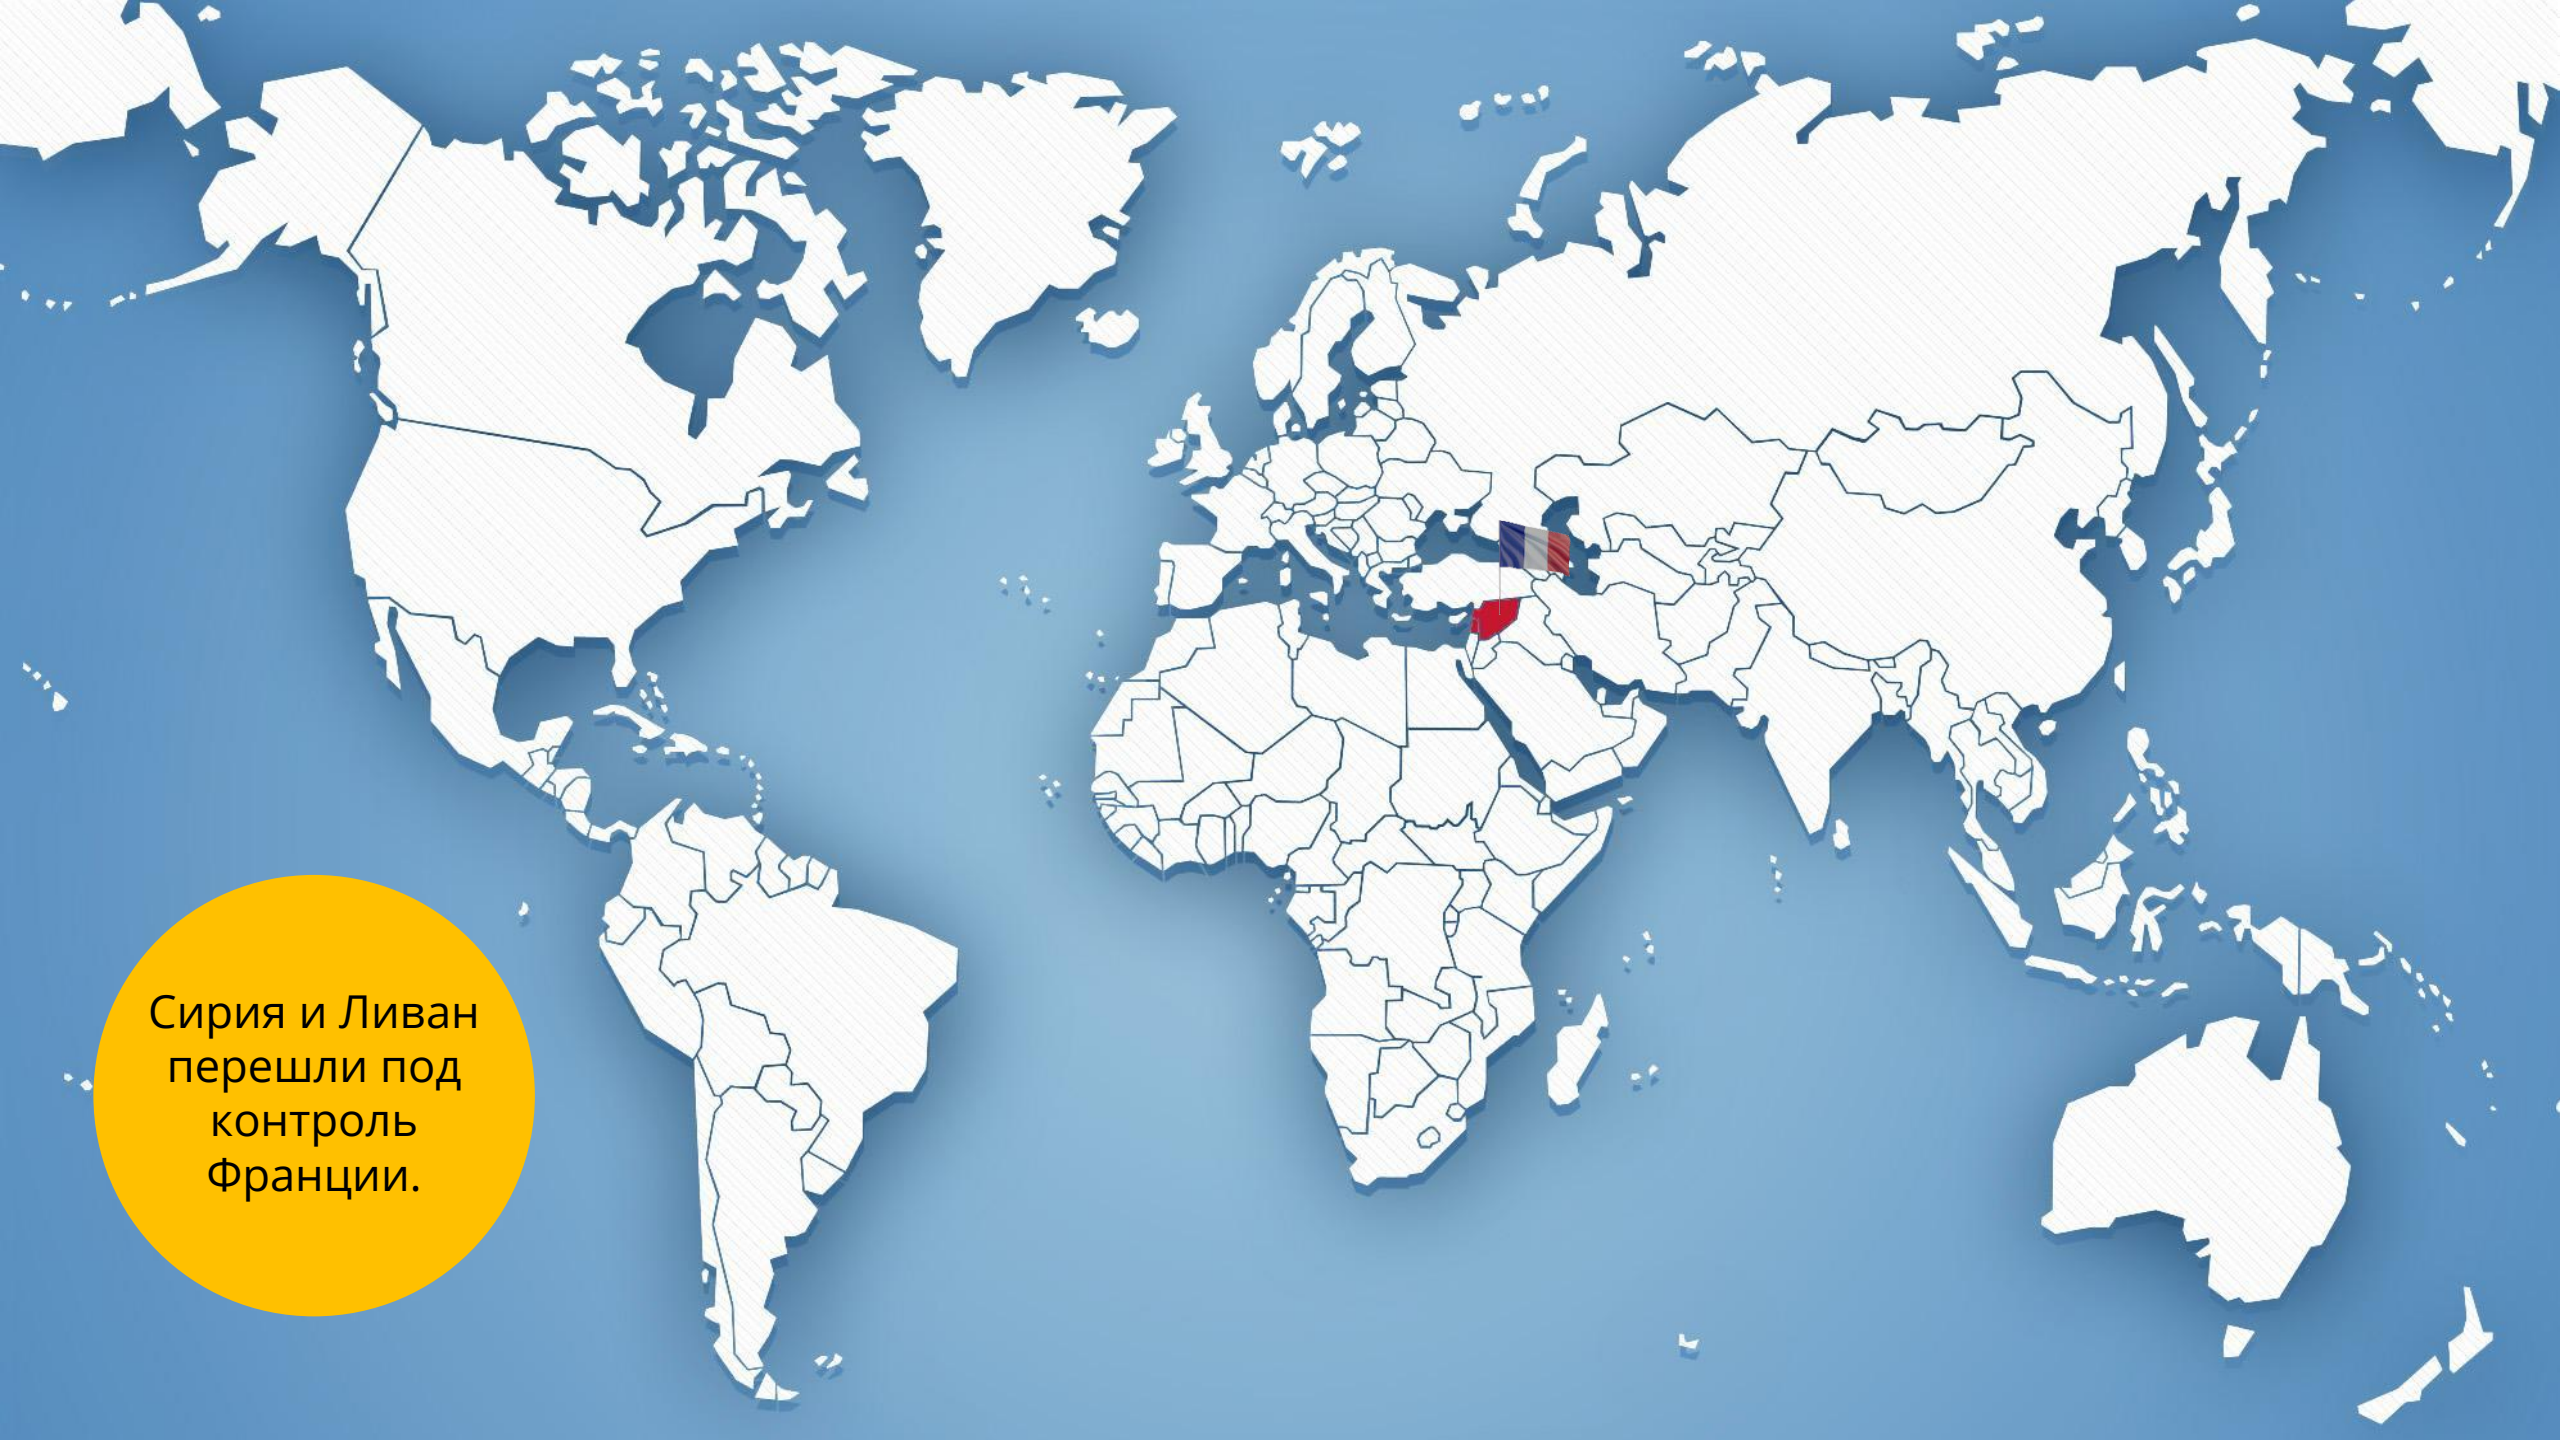 Сирия и Ливан
перешли под
контроль
Франции.